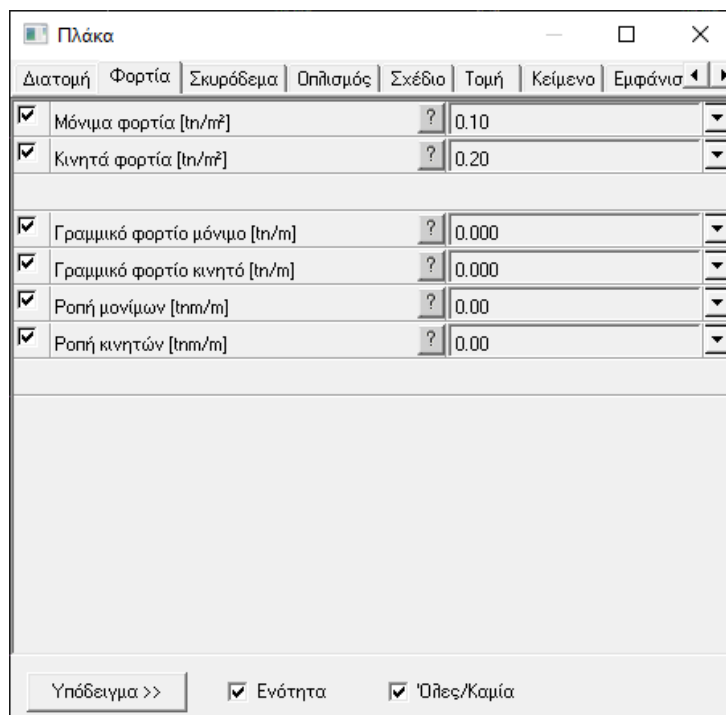 Πλάκα
Διατομή Φορτία Σκυρόδεμα Οπλισμός Σχέδιο Τομή Κείμενο Εμφάνισ
Μόνιμα φορτία [tn/m²] ? 0.10
Κινητά φορτία [tn/m²] ? 0.20
Γραμμικό φορτίο μόνιμο [tn/m] ? 0.000
Γραμμικό φορτίο κινητό [tn/m] ? 0.000
Ροπή μονίμων [tnm/m] ? 0.00
Ροπή κινητών [tnm/m] ? 0.00
Υπόδειγμα >> Ενότητα Όλες/Καμία